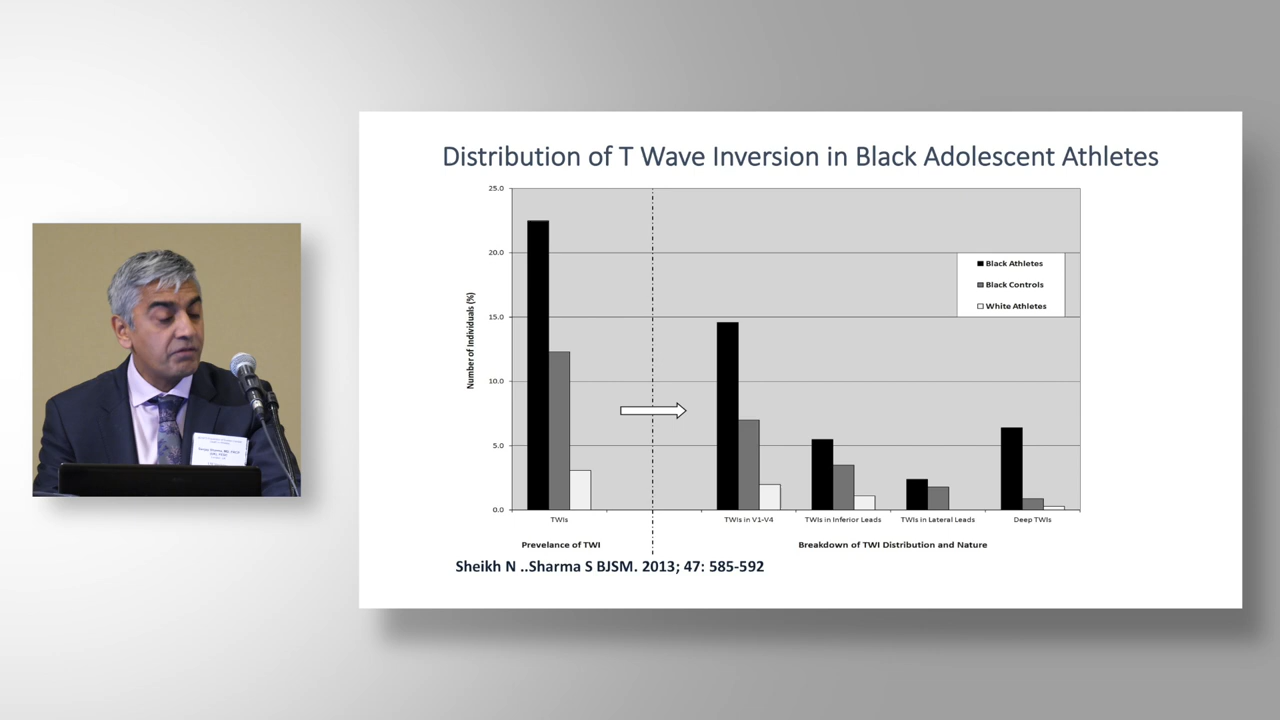 Distribution of T Wave Inversion in Black Adolescent Athletes
25.0
20.0
15.0
10.0
5.0
0.0
Number of Individuals (%)
Black Athletes
Black Controls
White Athletes
TWIs
TWIs in V1-V4
TWIs in Inferior Leads
TWIs in Lateral Leads
Deep TWIs
Prevelance of TWI
Breakdown of TWI Distribution and Nature
Sheikh N ..Sharma S BJSM. 2013; 47: 585-592